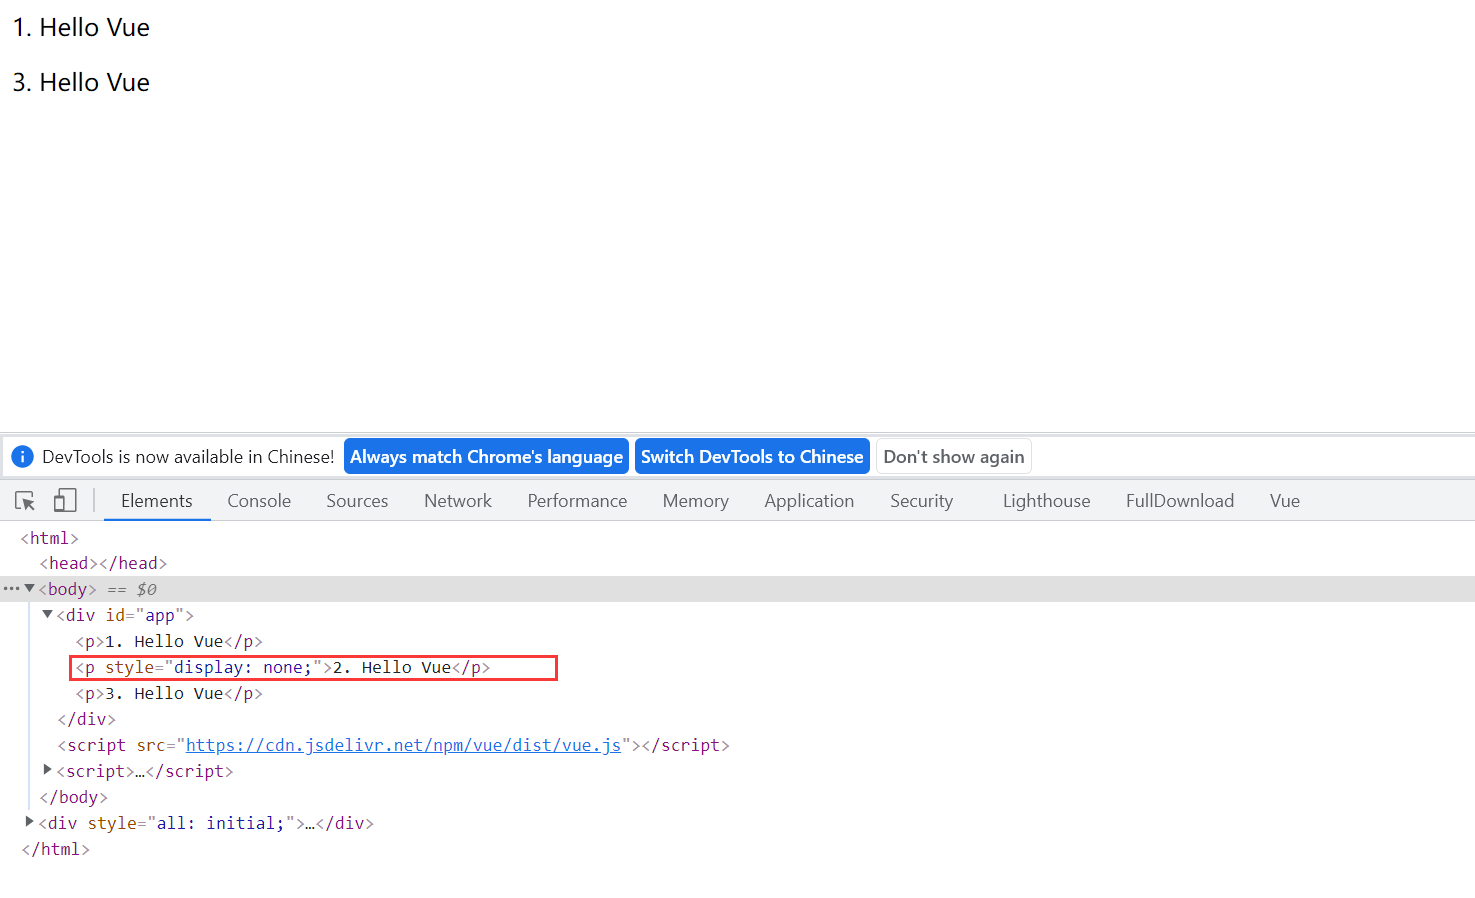 1. Hello Vue
3. Hello Vue
DevTools is now available in Chinese! Always match Chrome's language Switch DevTools to Chinese Don't show again
Elements Console Sources Network Performance Memory Application Security Lighthouse FullDownload Vue
<html>
<head></head>
<body> == $0
<div id="app">
<p>1. Hello Vue</p>
<p style="display: none;">2. Hello Vue</p>
<p>3. Hello Vue</p>
</div>
<script src="https://cdn.jsdelivr.net/npm/vue/dist/vue.js"></script>
<script>…</script>
</body>
<div style="all: initial;">…</div>
</html>